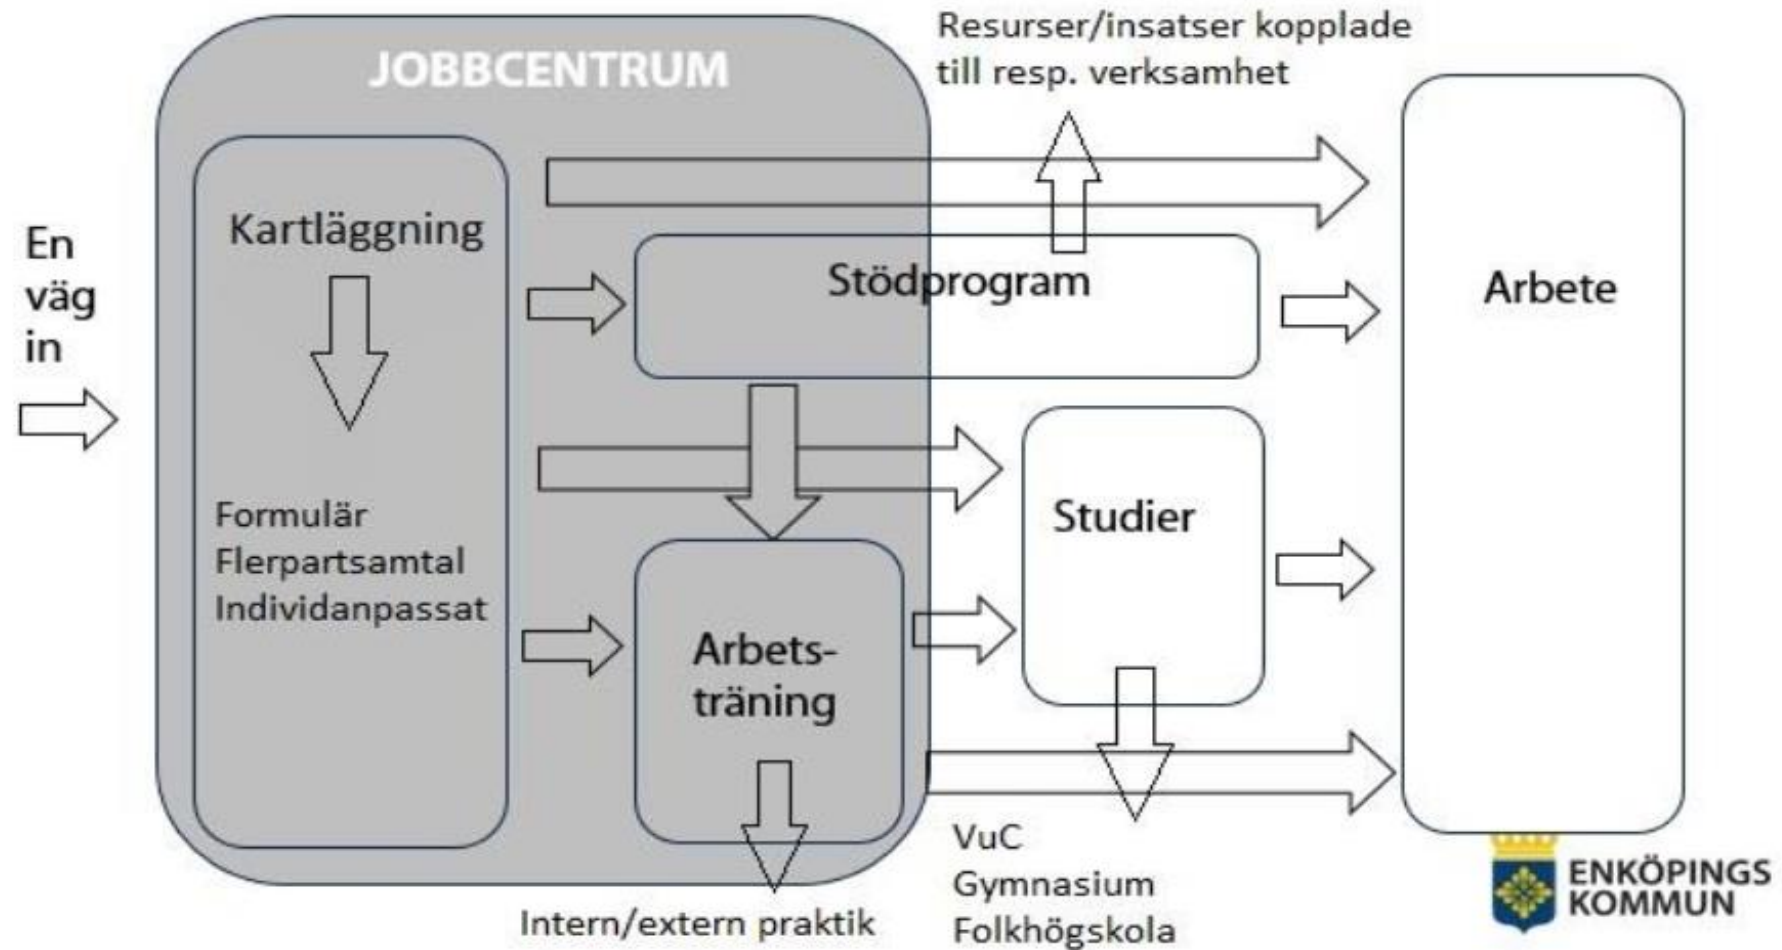 Resurser/insatser kopplade
till resp. verksamhet
JOBBCENTRUM
En
väg
in
Kartläggning
Formulär
Flerpartsamtal
Individanpassat
Stödprogram
Arbete
Studier
Arbets-
träning
VuC
Gymnasium
Folkhögskola
Intern/extern praktik
ENKÖPINGS
KOMMUN